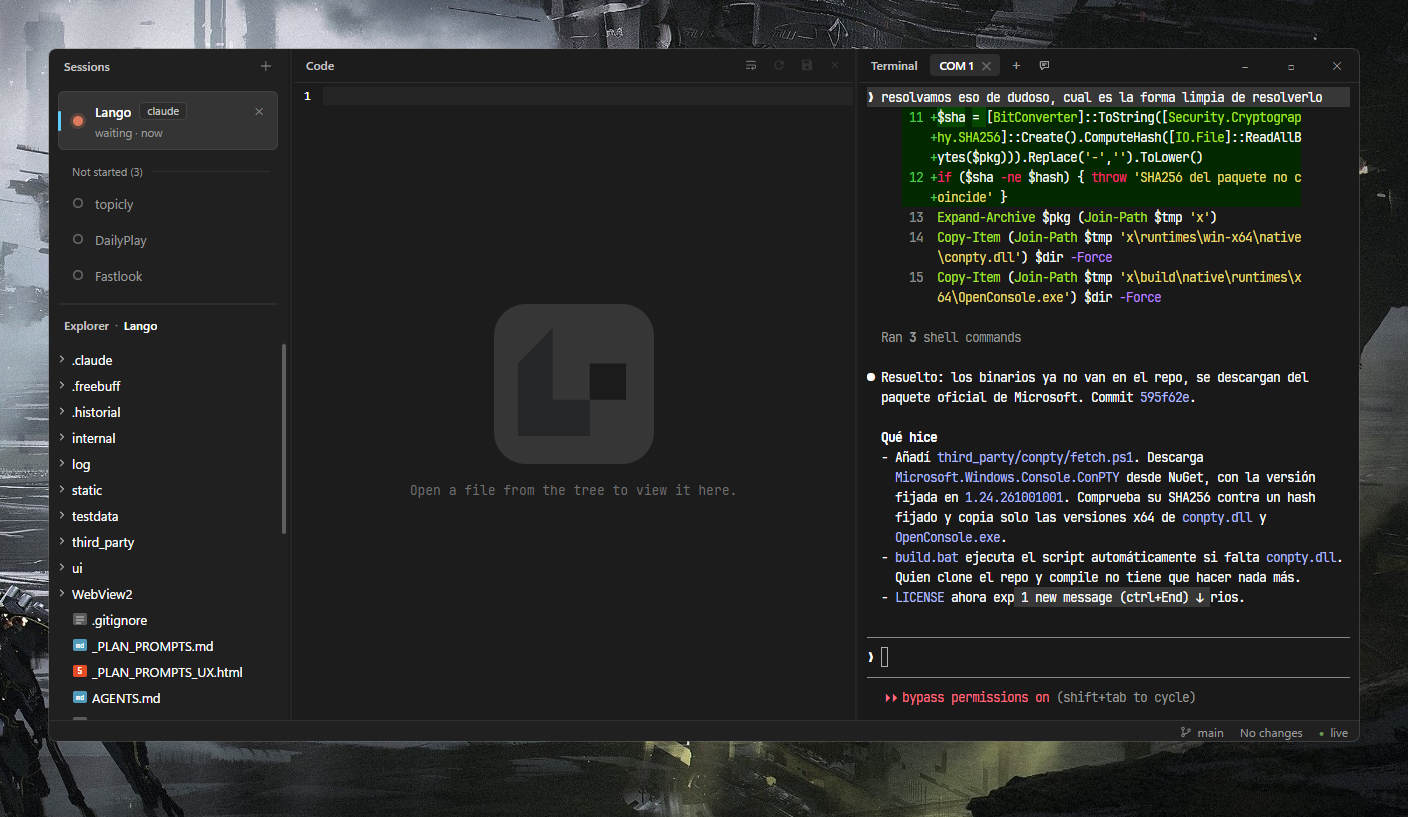 Sessions
Lango claude
waiting · now
Not started (3)
topicly
DailyPlay
Fastlook
Explorer · Lango
.claude
.freebuff
.historial
internal
log
static
testdata
third_party
ui
WebView2
.gitignore
_PLAN_PROMPTS.md
_PLAN_PROMPTS_UX.html
AGENTS.md
Code
1
Open a file from the tree to view it here.
Terminal COM 1
❯ resolvamos eso de dudoso, cual es la forma limpia de resolverlo
11 +$sha = [BitConverter]::ToString([Security.Cryptograp
+hy.SHA256]::Create().ComputeHash([IO.File]::ReadAllB
+ytes($pkg))).Replace('-','').ToLower()
12 +if ($sha -ne $hash) { throw 'SHA256 del paquete no c
+oincide' }
13 Expand-Archive $pkg (Join-Path $tmp 'x')
14 Copy-Item (Join-Path $tmp 'x\runtimes\win-x64\native
\conpty.dll') $dir -Force
15 Copy-Item (Join-Path $tmp 'x\build\native\runtimes\x
64\OpenConsole.exe') $dir -Force
Ran 3 shell commands
● Resuelto: los binarios ya no van en el repo, se descargan del
paquete oficial de Microsoft. Commit 595f62e.
Qué hice
- Añadí third_party/conpty/fetch.ps1. Descarga
Microsoft.Windows.Console.ConPTY desde NuGet, con la versión
fijada en 1.24.261001001. Comprueba su SHA256 contra un hash
fijado y copia solo las versiones x64 de conpty.dll y
OpenConsole.exe.
- build.bat ejecuta el script automáticamente si falta conpty.dll.
Quien clone el repo y compile no tiene que hacer nada más.
- LICENSE ahora exp 1 new message (ctrl+End) ↓ rios.
❯
bypass permissions on (shift+tab to cycle)
main No changes • live